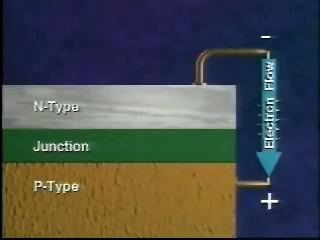 -
N-Type
Electron Flow
Junction
P-Type
+